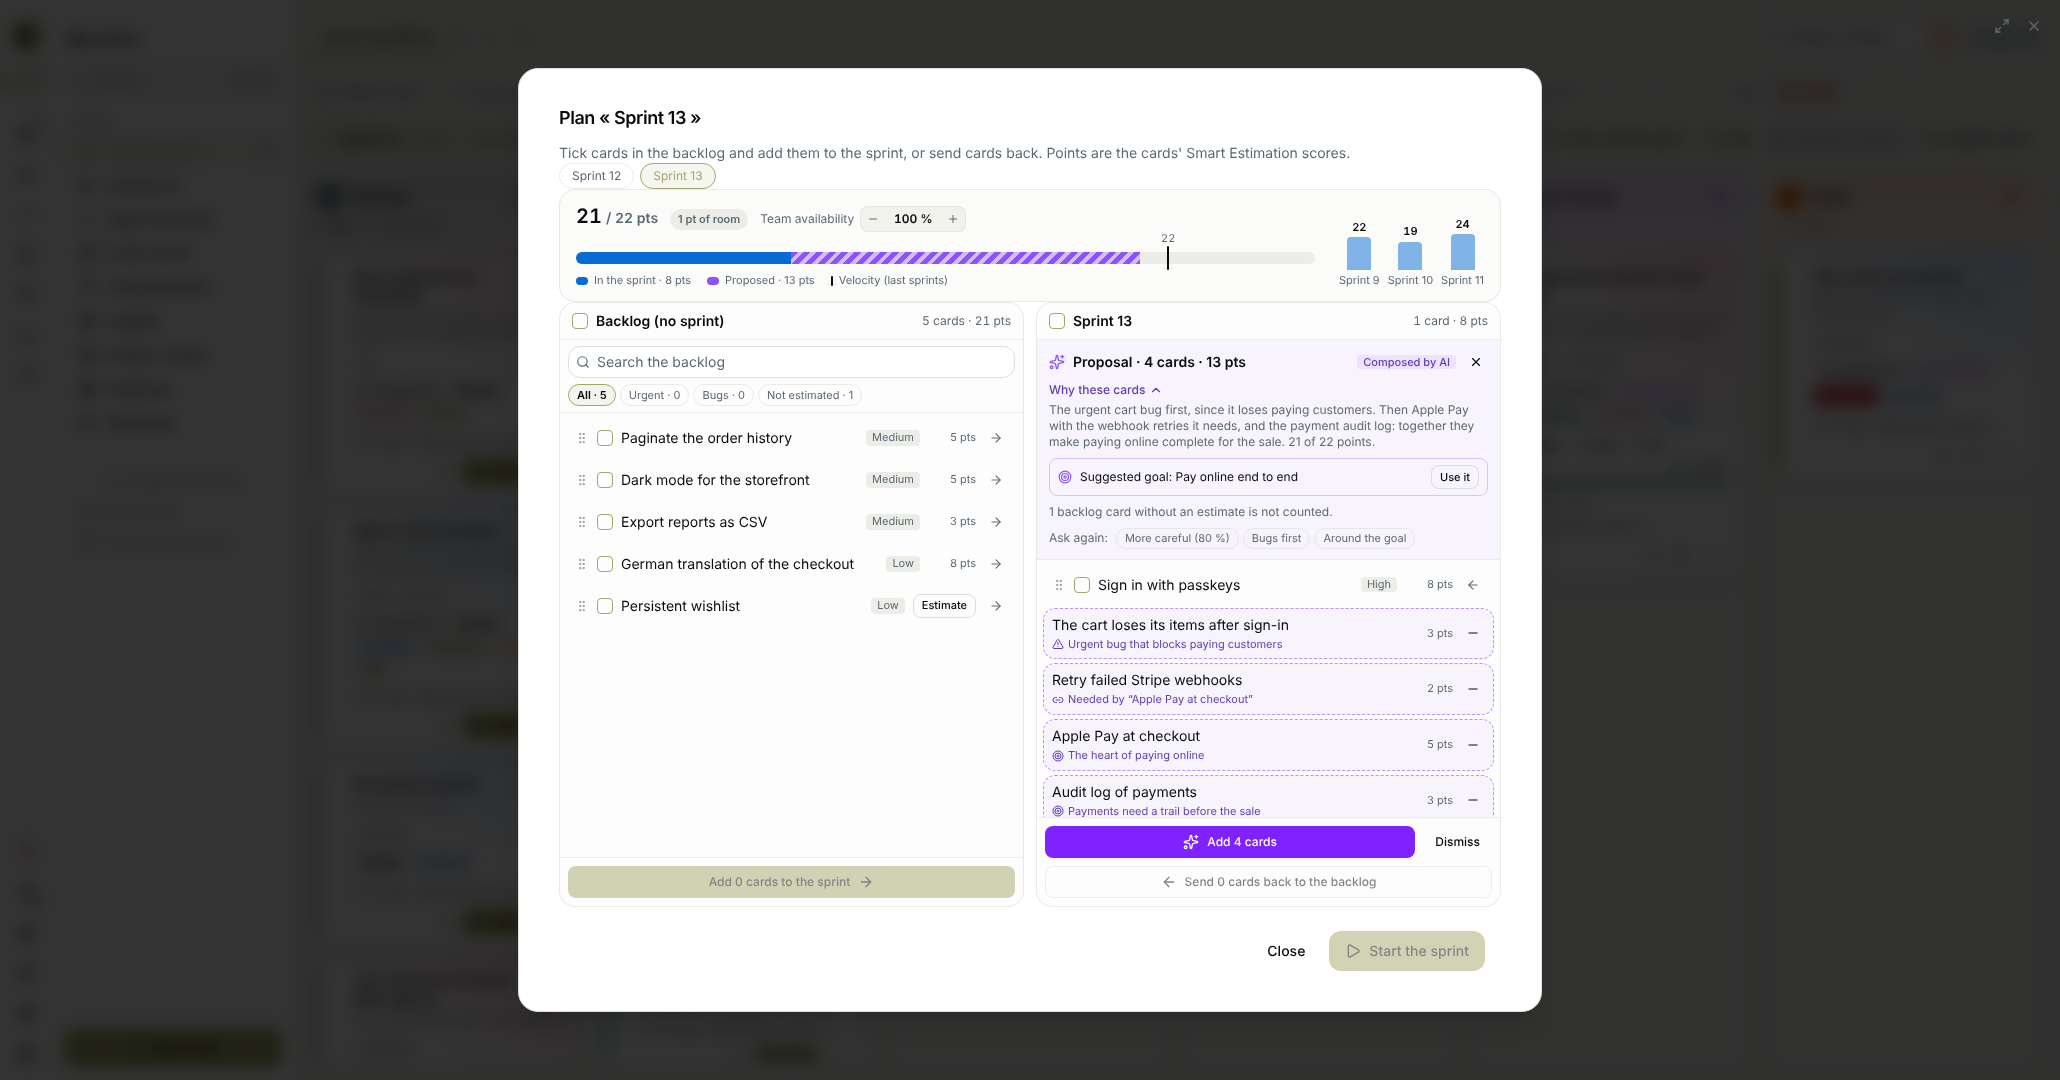 Plan « Sprint 13 »
Tick cards in the backlog and add them to the sprint, or send cards back. Points are the cards' Smart Estimation scores.
Sprint 12
Sprint 13
21 / 22 pts
1 pt of room
Team availability
− 100 % +
22
In the sprint · 8 pts
Proposed · 13 pts
Velocity (last sprints)
22
19
24
Sprint 9
Sprint 10
Sprint 11
Backlog (no sprint)
5 cards · 21 pts
Search the backlog
All · 5
Urgent · 0
Bugs · 0
Not estimated · 1
Paginate the order history
Medium
5 pts
Dark mode for the storefront
Medium
5 pts
Export reports as CSV
Medium
3 pts
German translation of the checkout
Low
8 pts
Persistent wishlist
Low
Estimate
Add 0 cards to the sprint
Sprint 13
1 card · 8 pts
Proposal · 4 cards · 13 pts
Composed by AI
Why these cards
The urgent cart bug first, since it loses paying customers. Then Apple Pay
with the webhook retries it needs, and the payment audit log: together they
make paying online complete for the sale. 21 of 22 points.
Suggested goal: Pay online end to end
Use it
1 backlog card without an estimate is not counted.
Ask again:
More careful (80 %)
Bugs first
Around the goal
Sign in with passkeys
High
8 pts
The cart loses its items after sign-in
Urgent bug that blocks paying customers
3 pts
Retry failed Stripe webhooks
Needed by “Apple Pay at checkout”
2 pts
Apple Pay at checkout
The heart of paying online
5 pts
Audit log of payments
Payments need a trail before the sale
3 pts
Add 4 cards
Dismiss
Send 0 cards back to the backlog
Close
Start the sprint